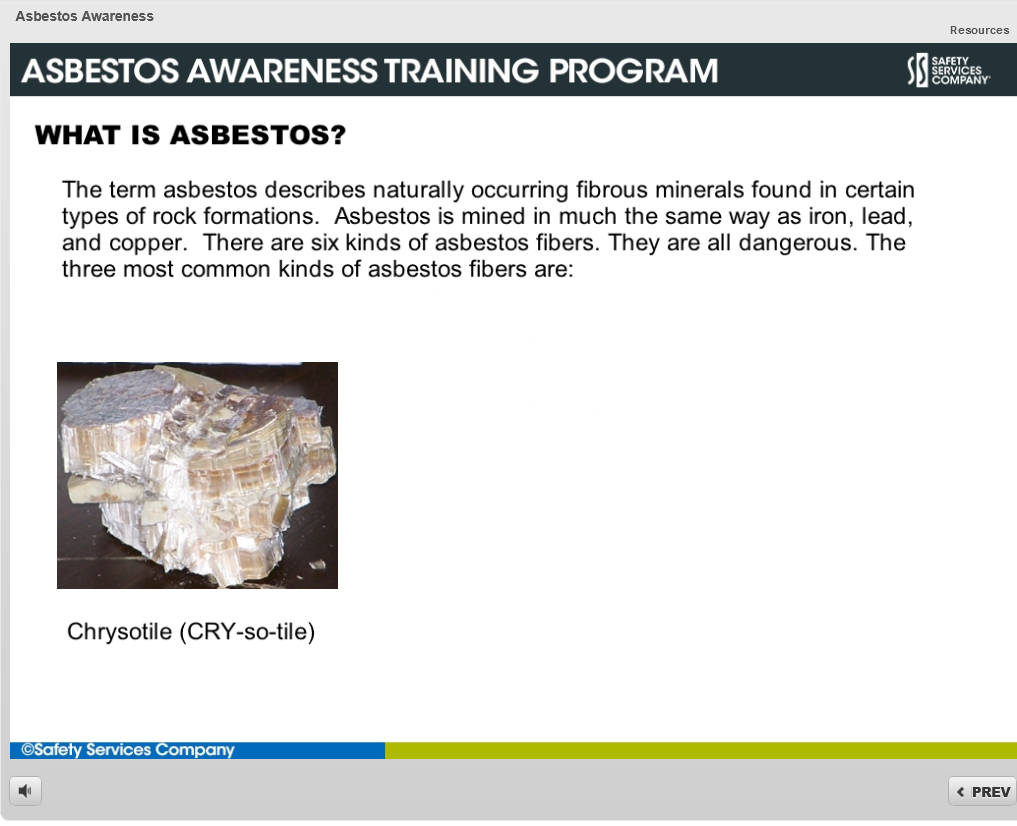 Asbestos Awareness
Resources
ASBESTOS AWARENESS TRAINING PROGRAM
SAFETY
SERVICES
COMPANY
WHAT IS ASBESTOS?
The term asbestos describes naturally occurring fibrous minerals found in certain
types of rock formations.  Asbestos is mined in much the same way as iron, lead,
and copper.  There are six kinds of asbestos fibers. They are all dangerous. The
three most common kinds of asbestos fibers are:
Chrysotile (CRY-so-tile)
©Safety Services Company
PREV